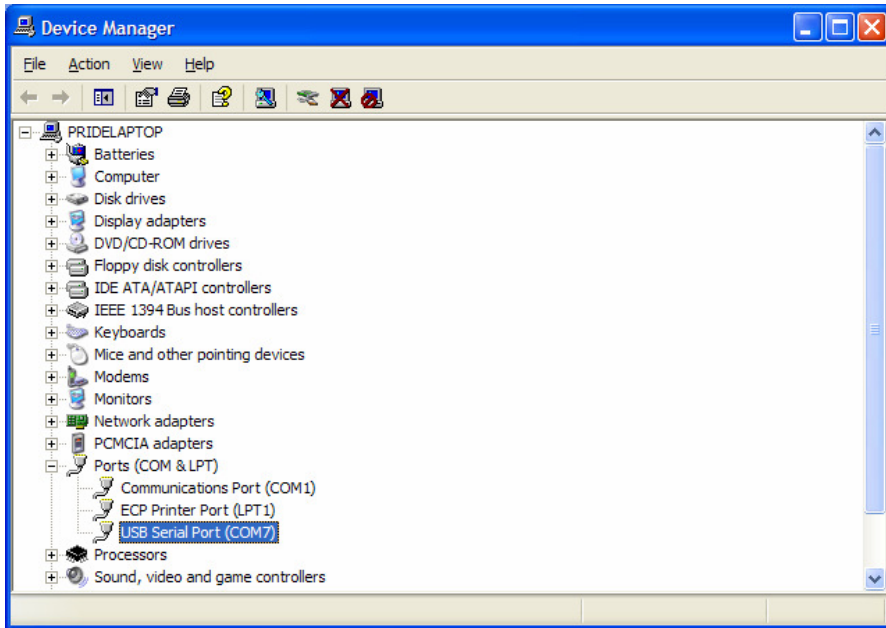 Device Manager
File Action View Help
PRIDELAPTOP
Batteries
Computer
Disk drives
Display adapters
DVD/CD-ROM drives
Floppy disk controllers
IDE ATA/ATAPI controllers
IEEE 1394 Bus host controllers
Keyboards
Mice and other pointing devices
Modems
Monitors
Network adapters
PCMCIA adapters
Ports (COM & LPT)
Communications Port (COM1)
ECP Printer Port (LPT1)
USB Serial Port (COM7)
Processors
Sound, video and game controllers